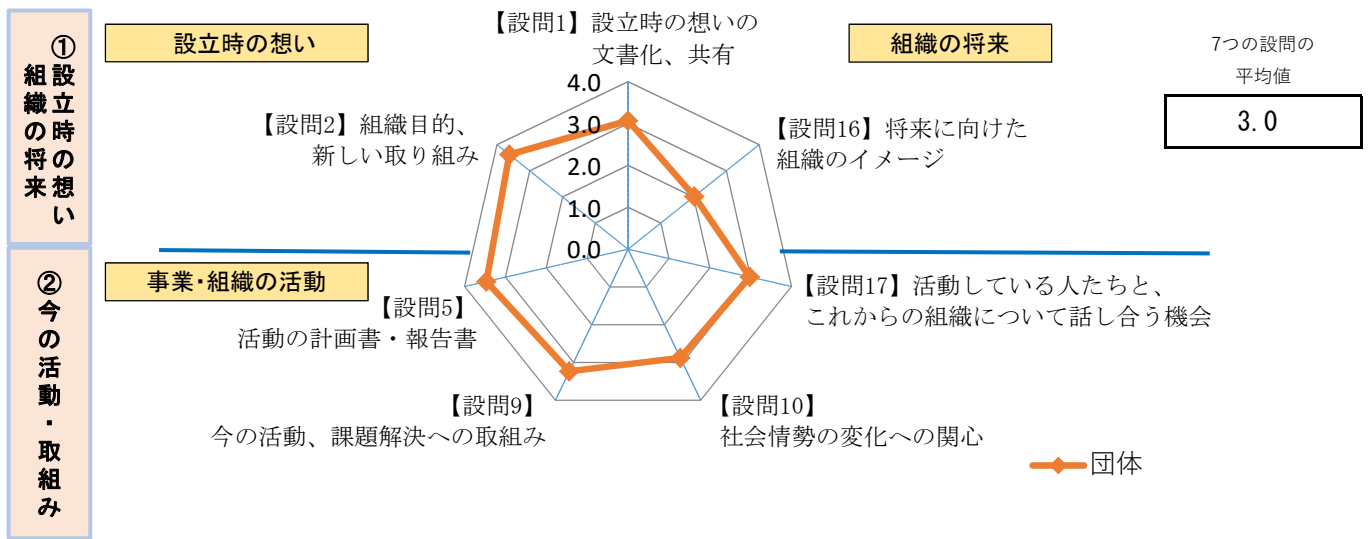 ①設立時の想い
組織の将来
設立時の想い
【設問1】設立時の想いの
文書化、共有
組織の将来
7つの設問の
平均値
3.0
4.0
3.0
2.0
1.0
0.0
【設問2】組織目的、
新しい取り組み
【設問16】将来に向けた
組織のイメージ
②今の活動・取組み
事業・組織の活動
【設問5】
活動の計画書・報告書
【設問17】活動している人たちと、
これからの組織について話し合う機会
【設問9】
今の活動、課題解決への取組み
【設問10】
社会情勢の変化への関心
団体